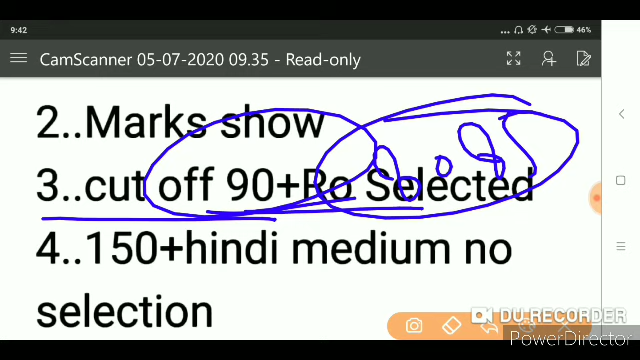 9:42
46%
CamScanner 05-07-2020 09.35 - Read-only
2..Marks show
3..cut off 90+Ro Selected
4..150+hindi medium no
selection
DU RECORDER
PowerDirector